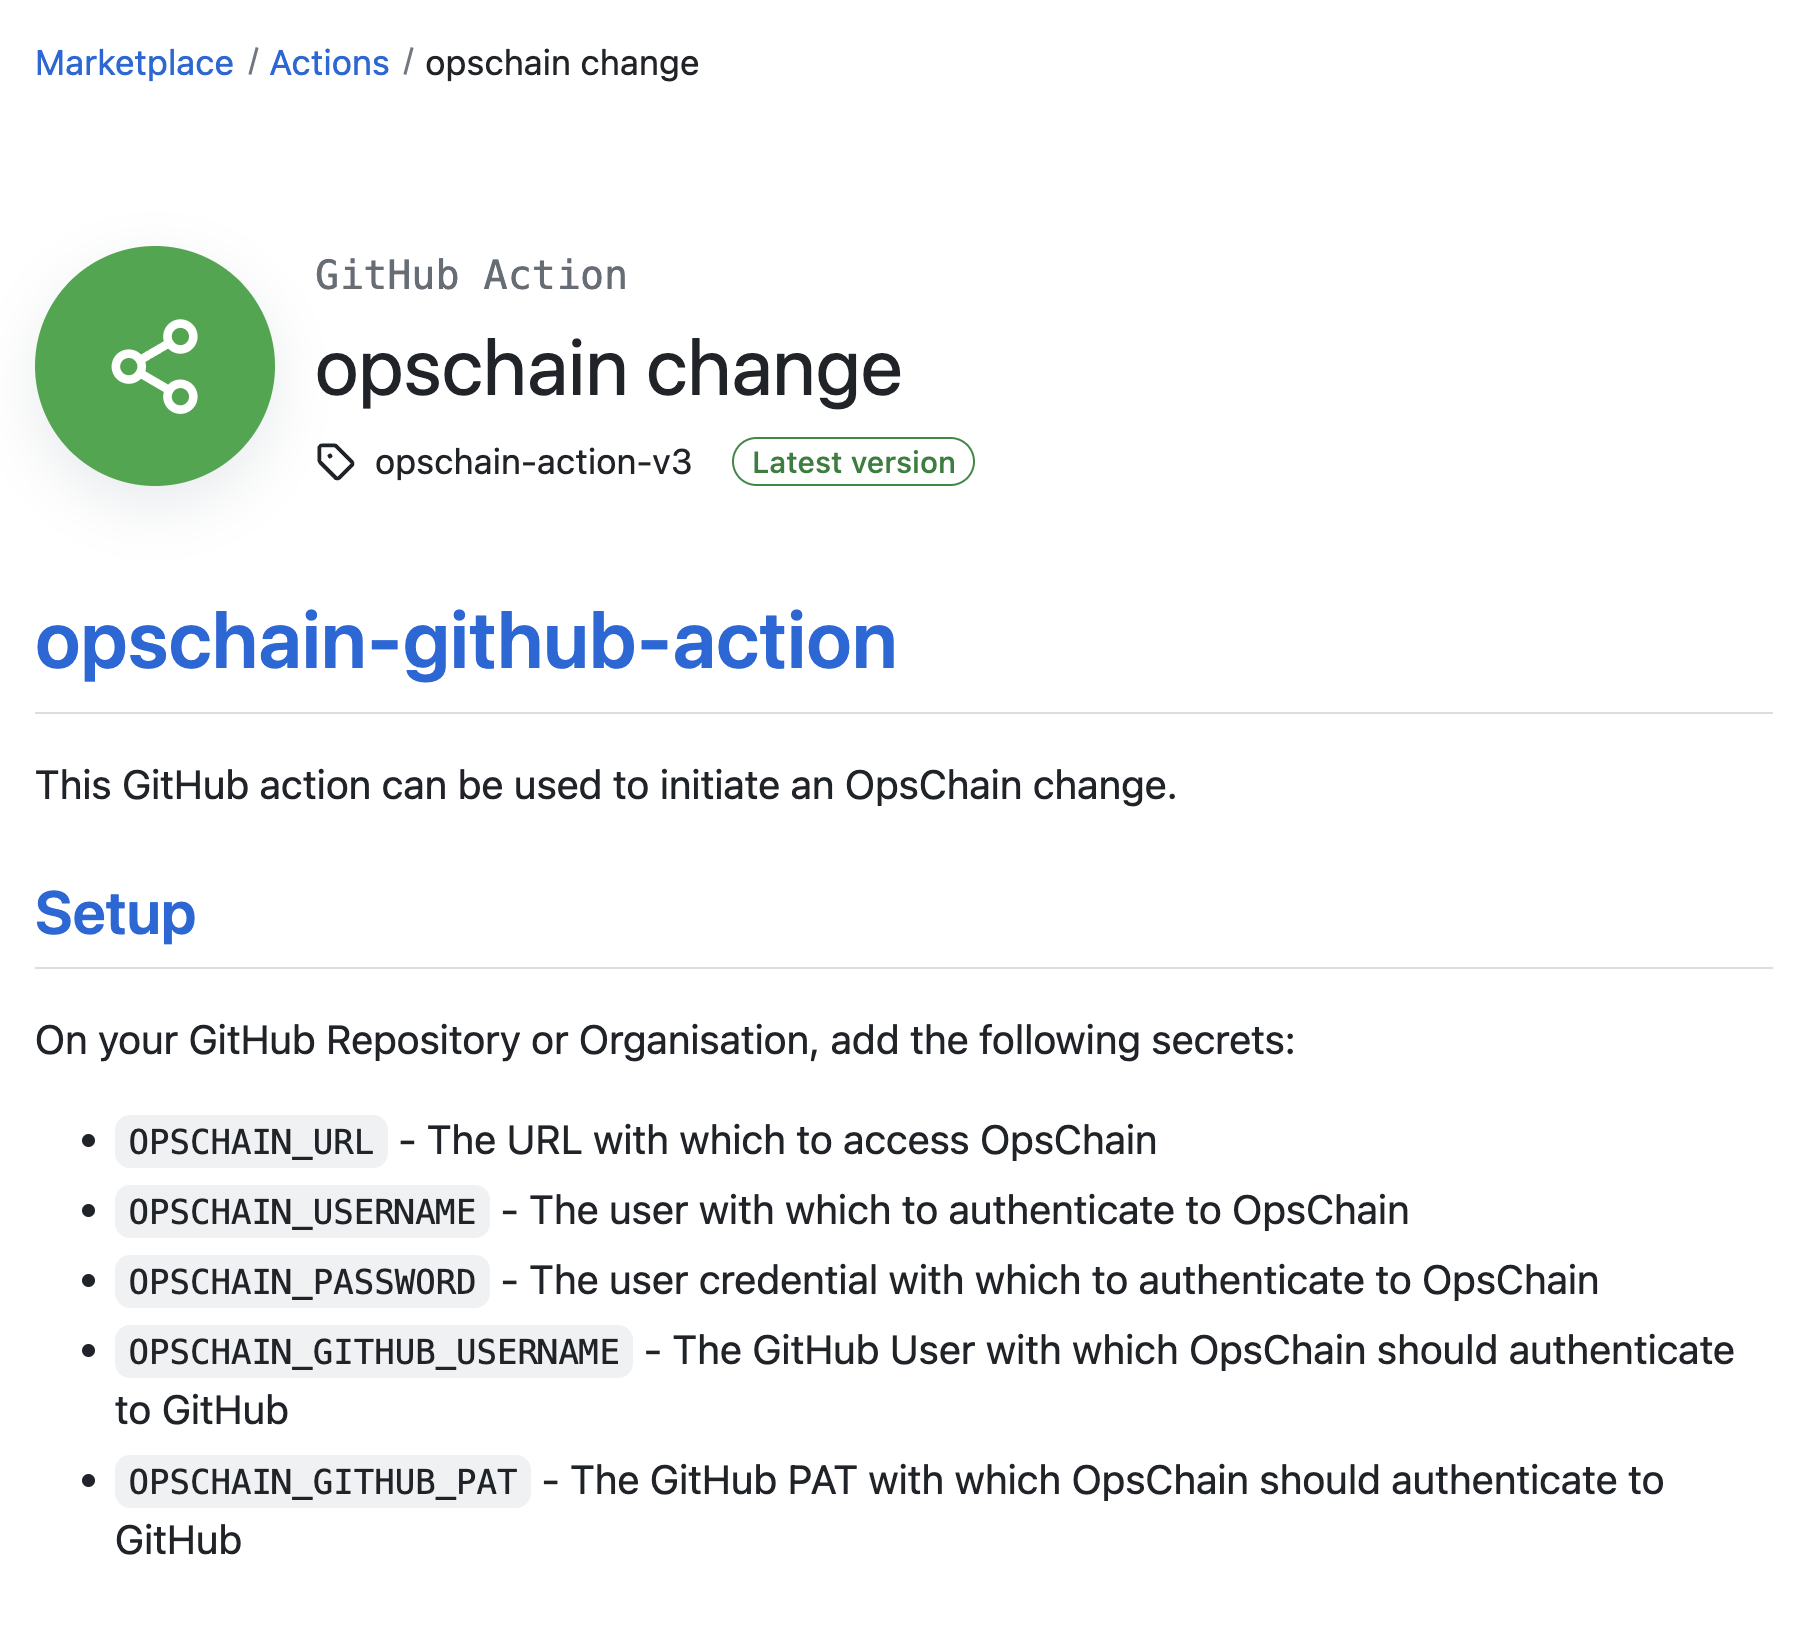 Marketplace / Actions / opschain change
GitHub Action
opschain change
opschain-action-v3 Latest version
opschain-github-action
This GitHub action can be used to initiate an OpsChain change.
Setup
On your GitHub Repository or Organisation, add the following secrets:
• OPSCHAIN_URL - The URL with which to access OpsChain
• OPSCHAIN_USERNAME - The user with which to authenticate to OpsChain
• OPSCHAIN_PASSWORD - The user credential with which to authenticate to OpsChain
• OPSCHAIN_GITHUB_USERNAME - The GitHub User with which OpsChain should authenticate
to GitHub
• OPSCHAIN_GITHUB_PAT - The GitHub PAT with which OpsChain should authenticate to
GitHub